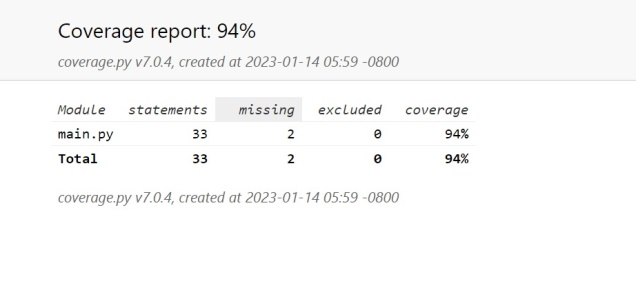 Coverage report: 94%
coverage.py v7.0.4, created at 2023-01-14 05:59 -0800
Module statements missing excluded coverage
main.py 33 2 0 94%
Total 33 2 0 94%
coverage.py v7.0.4, created at 2023-01-14 05:59 -0800